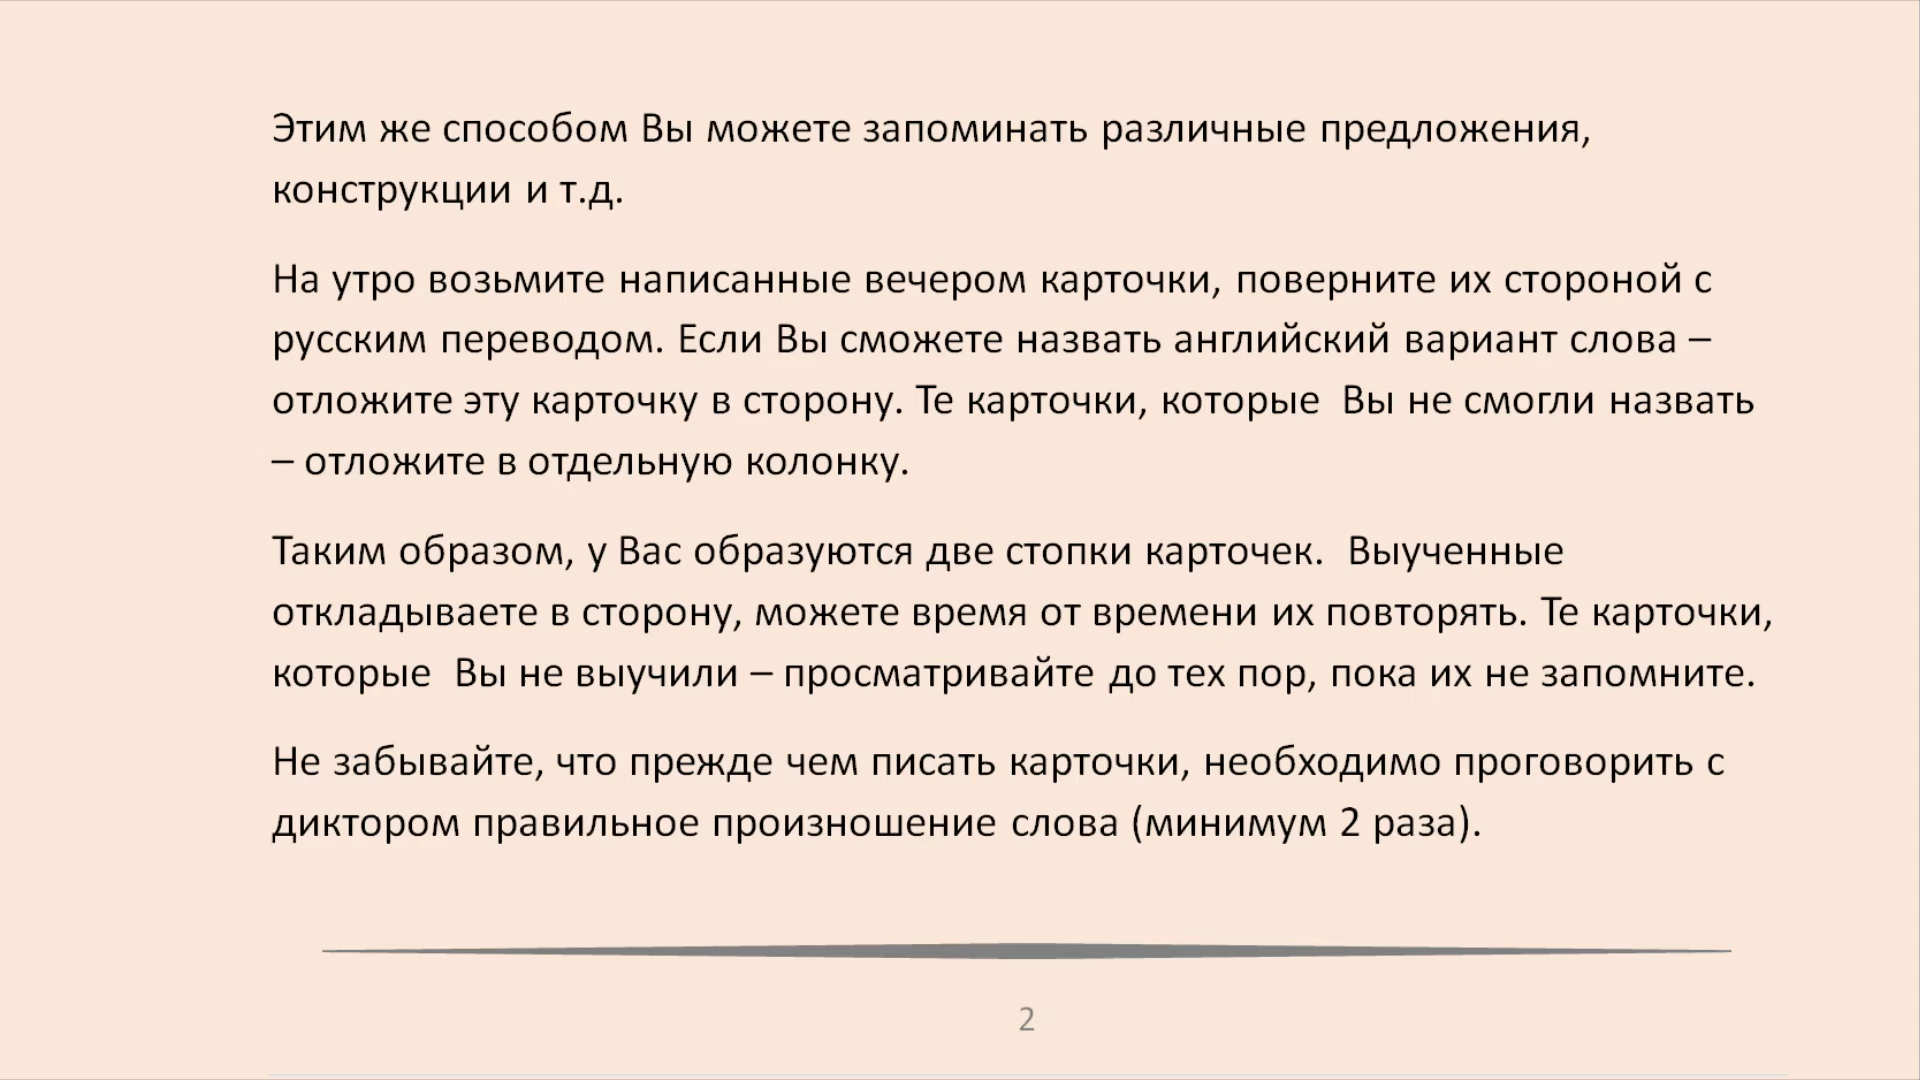 Этим же способом Вы можете запоминать различные предложения,
конструкции и т.д.
На утро возьмите написанные вечером карточки, поверните их стороной с
русским переводом. Если Вы сможете назвать английский вариант слова –
отложите эту карточку в сторону. Те карточки, которые  Вы не смогли назвать
– отложите в отдельную колонку.
Таким образом, у Вас образуются две стопки карточек.  Выученные
откладываете в сторону, можете время от времени их повторять. Те карточки,
которые  Вы не выучили – просматривайте до тех пор, пока их не запомните.
Не забывайте, что прежде чем писать карточки, необходимо проговорить с
диктором правильное произношение слова (минимум 2 раза).
2